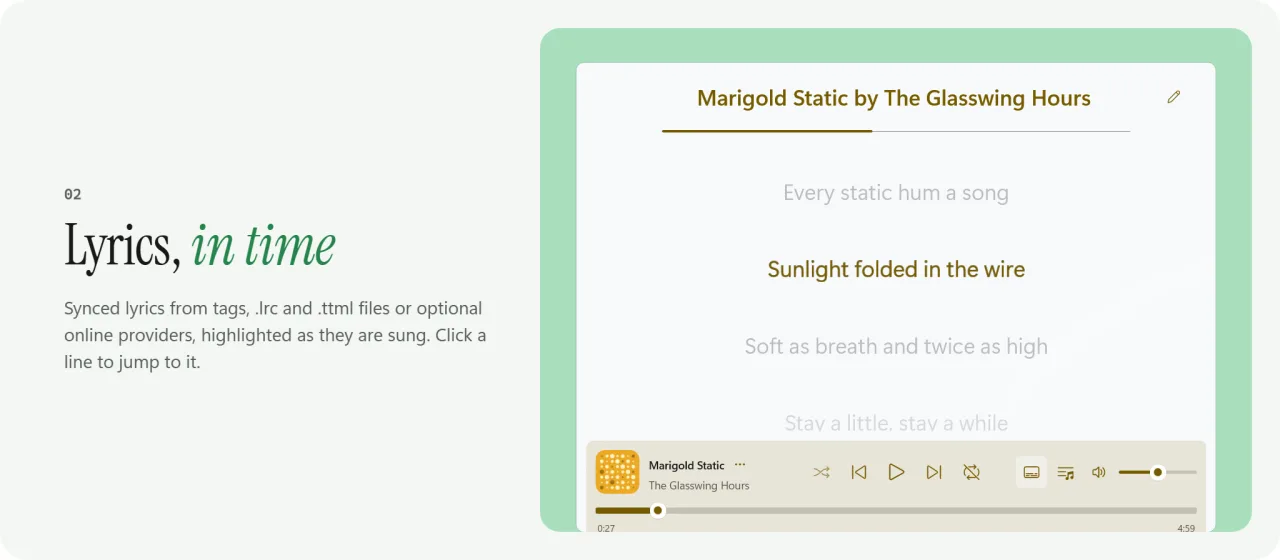 02
Lyrics, in time
Synced lyrics from tags, .lrc and .ttml files or optional
online providers, highlighted as they are sung. Click a
line to jump to it.
Marigold Static by The Glasswing Hours
Every static hum a song
Sunlight folded in the wire
Soft as breath and twice as high
Stay a little, stay a while
Marigold Static ...
The Glasswing Hours
0:27
4:59